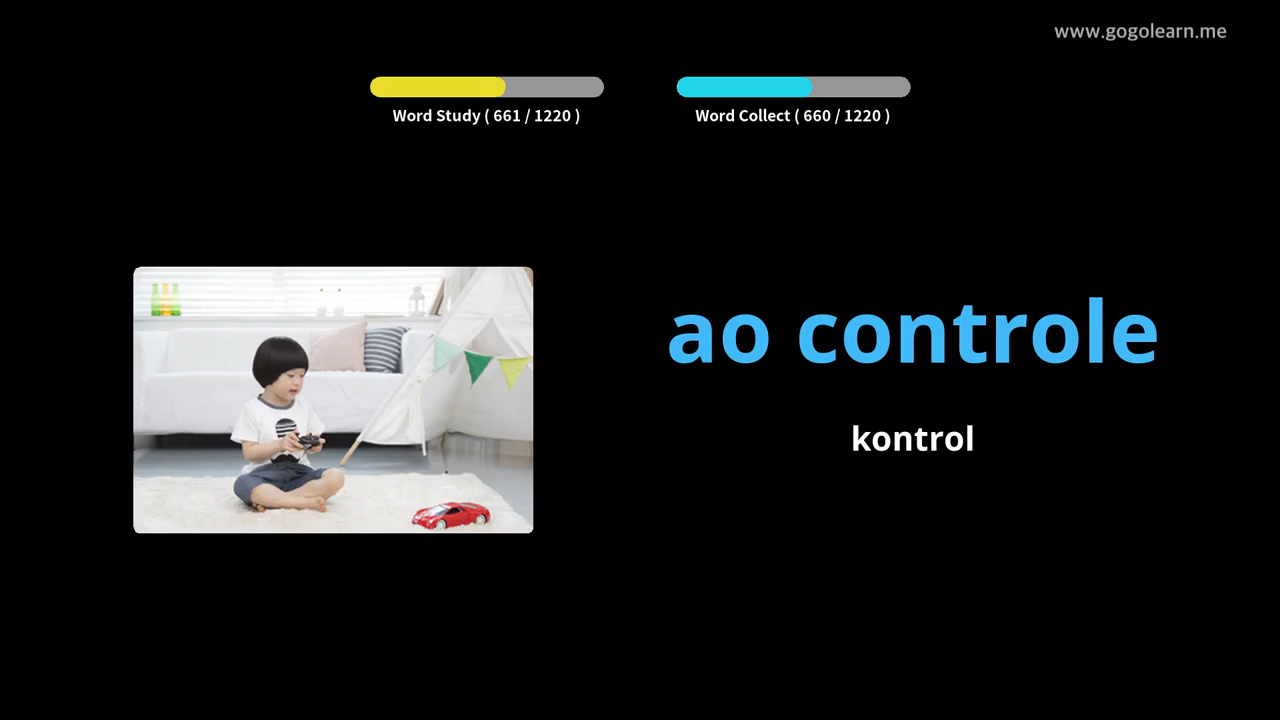 www.gogolearn.me
Word Study ( 661 / 1220 )
Word Collect ( 660 / 1220 )
ao controle
kontrol